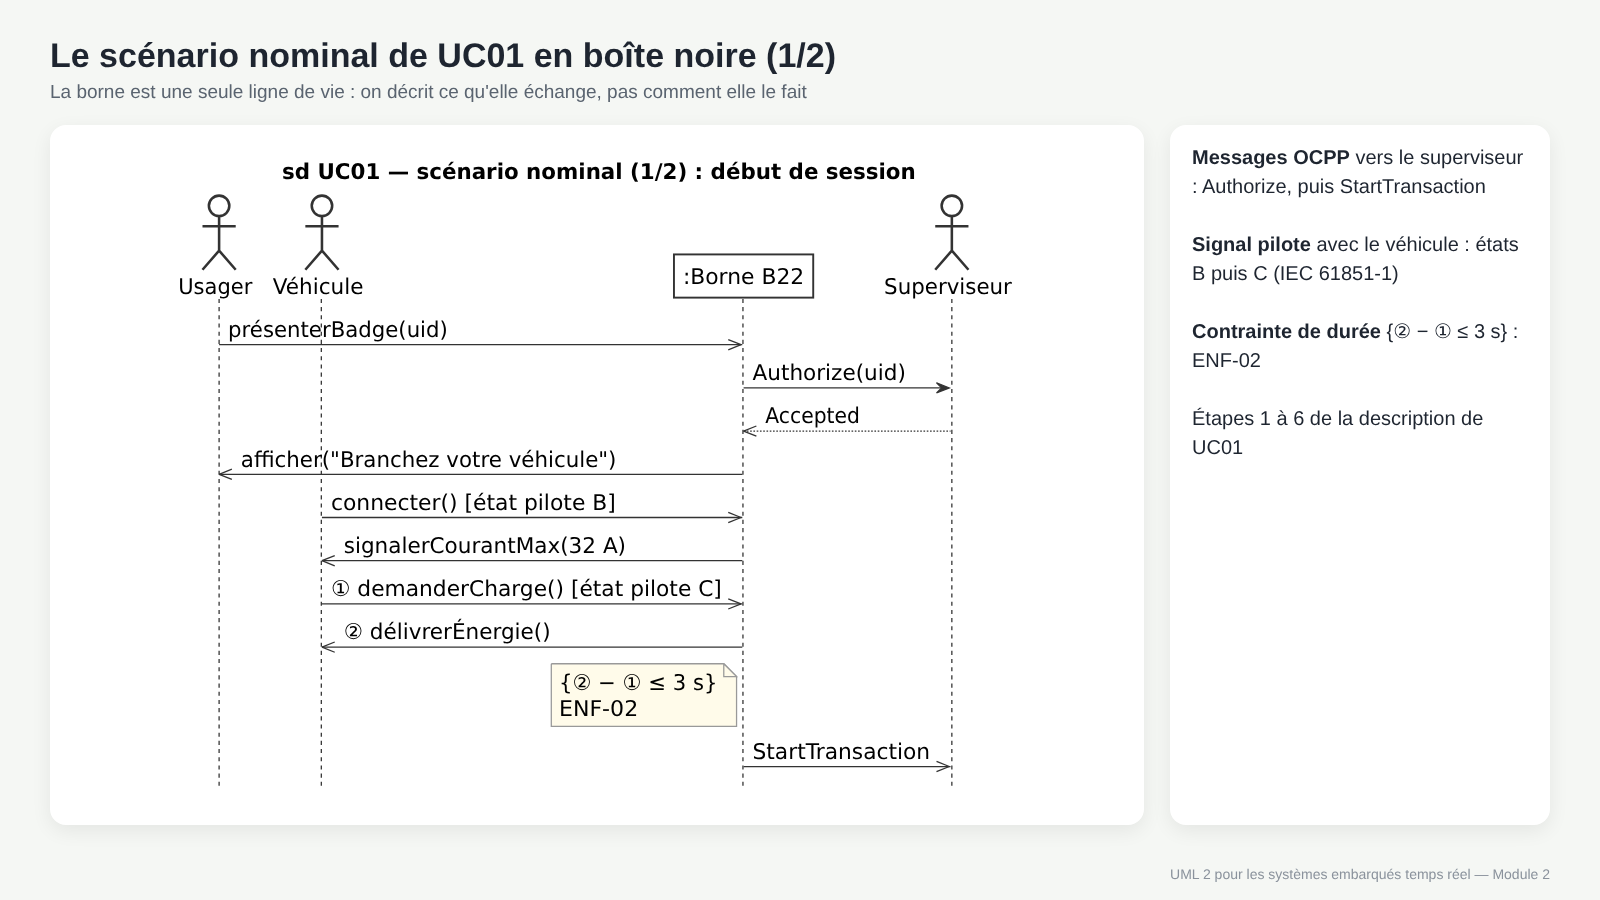 Le scénario nominal de UC01 en boîte noire (1/2)
La borne est une seule ligne de vie : on décrit ce qu'elle échange, pas comment elle le fait
sd UC01 — scénario nominal (1/2) : début de session
Usager
Véhicule
:Borne B22
Superviseur
présenterBadge(uid)
Authorize(uid)
Accepted
afficher("Branchez votre véhicule")
connecter() [état pilote B]
signalerCourantMax(32 A)
① demanderCharge() [état pilote C]
② délivrerÉnergie()
{② − ① ≤ 3 s}
ENF-02
StartTransaction
Messages OCPP vers le superviseur
: Authorize, puis StartTransaction
Signal pilote avec le véhicule : états
B puis C (IEC 61851-1)
Contrainte de durée {② − ① ≤ 3 s} :
ENF-02
Étapes 1 à 6 de la description de
UC01
UML 2 pour les systèmes embarqués temps réel — Module 2